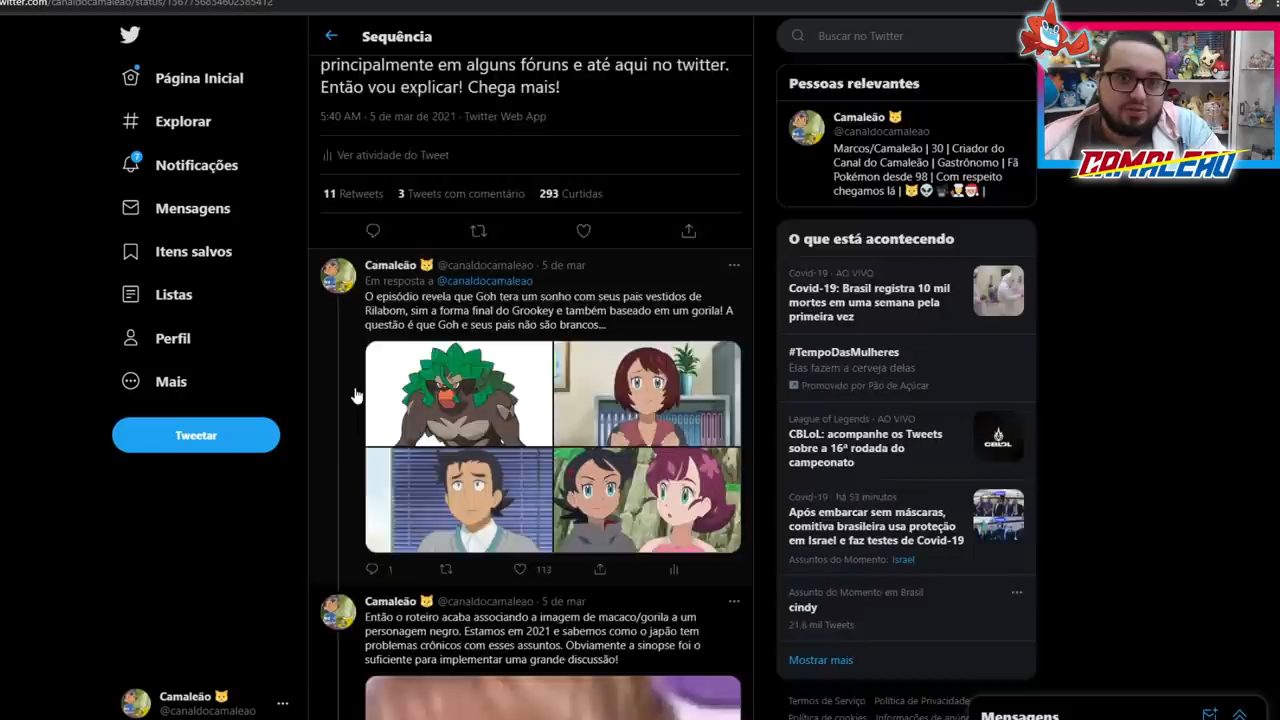 witter.com/canaldocamaleao/status/1367756834602385412
Sequência
principalmente em alguns fóruns e até aqui no twitter.
Então vou explicar! Chega mais!
5:40 AM · 5 de mar de 2021 · Twitter Web App
Ver atividade do Tweet
11 Retweets 3 Tweets com comentário 293 Curtidas
Página Inicial
Explorar
7
Notificações
Mensagens
Itens salvos
Listas
Perfil
Mais
Tweetar
Camaleão
@canaldocamaleao
Camaleão @canaldocamaleao · 5 de mar
Em resposta a @canaldocamaleao
O episódio revela que Goh tera um sonho com seus pais vestidos de
Rilabom, sim a forma final do Grookey e também baseado em um gorila! A
questão é que Goh e seus pais não são brancos...
1
113
Camaleão @canaldocamaleao · 5 de mar
Então o roteiro acaba associando a imagem de macaco/gorila a um
personagem negro. Estamos em 2021 e sabemos como o japão tem
problemas crônicos com esses assuntos. Obviamente a sinopse foi o
suficiente para implementar uma grande discussão!
Buscar no Twitter
Pessoas relevantes
Camaleão
@canaldocamaleao
Marcos/Camaleão | 30 | Criador do
Canal do Camaleão | Gastrônomo | Fã
Pokémon desde 98 | Com respeito
chegamos lá | |
O que está acontecendo
Covid-19 · AO VIVO
Covid-19: Brasil registra 10 mil
mortes em uma semana pela
primeira vez
#TempoDasMulheres
Elas fazem a cerveja delas
Promovido por Pão de Açúcar
League of Legends · AO VIVO
CBLoL: acompanhe os Tweets
sobre a 16ª rodada do
campeonato
CBLOL
Covid-19 · há 53 minutos
Após embarcar sem máscaras,
comitiva brasileira usa proteção
em Israel e faz testes de Covid-19
Assuntos do Momento: Israel
Assunto do Momento em Brasil
cindy
21,6 mil Tweets
Mostrar mais
Termos de Serviço Política de Privacidade
Mensagens
CAMALEAO